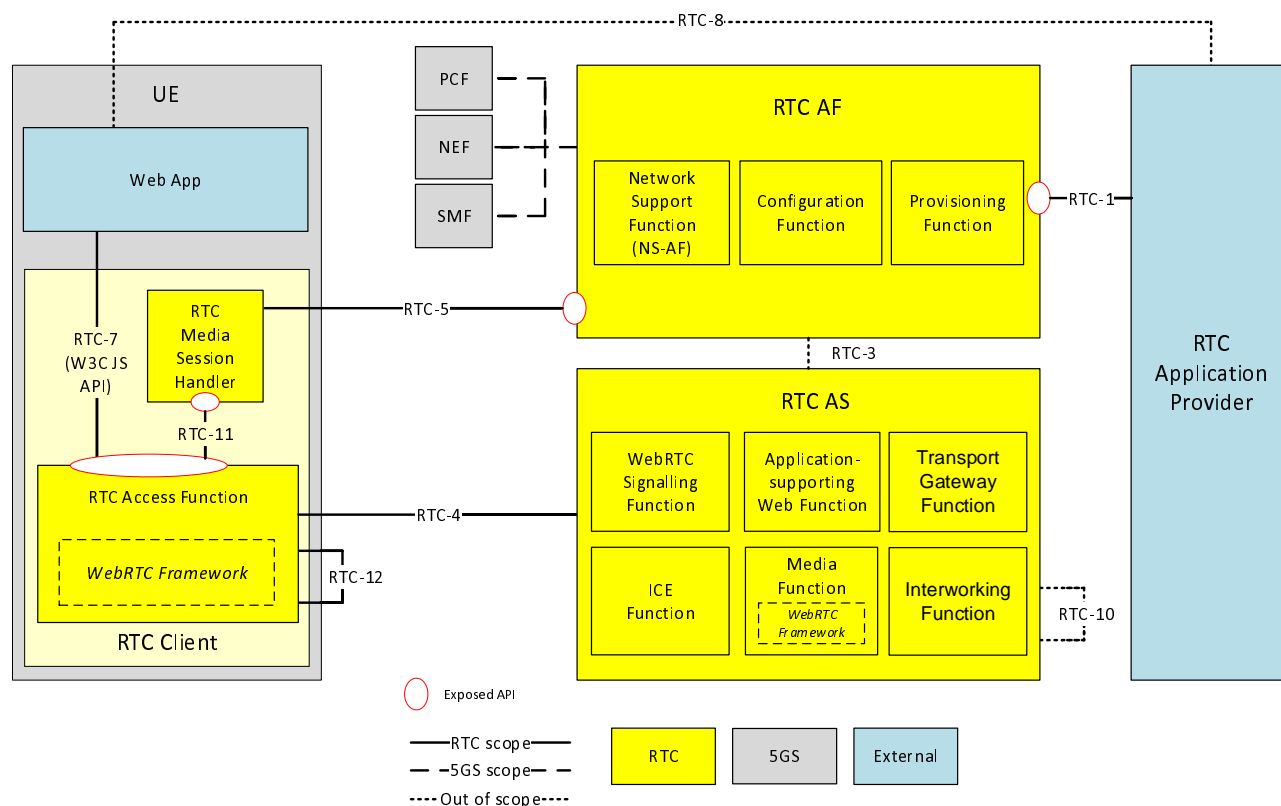 RTC-8
UE
Web App
PCF
NEF
SMF
RTC AF
Network
Support
Function
(NS-AF)
Configuration
Function
Provisioning
Function
RTC-1
RTC
Application
Provider
RTC-7
(W3C JS
API)
RTC
Media
Session
Handler
RTC-5
RTC-11
RTC-3
RTC Access Function
WebRTC Framework
RTC Client
RTC-4
RTC-12
RTC AS
WebRTC
Signalling
Function
Application-
supporting
Web Function
Transport
Gateway
Function
ICE
Function
Media
Function
WebRTC
Framework
Interworking
Function
RTC-10
Exposed API
RTC scope
5GS scope
Out of scope
RTC
5GS
External